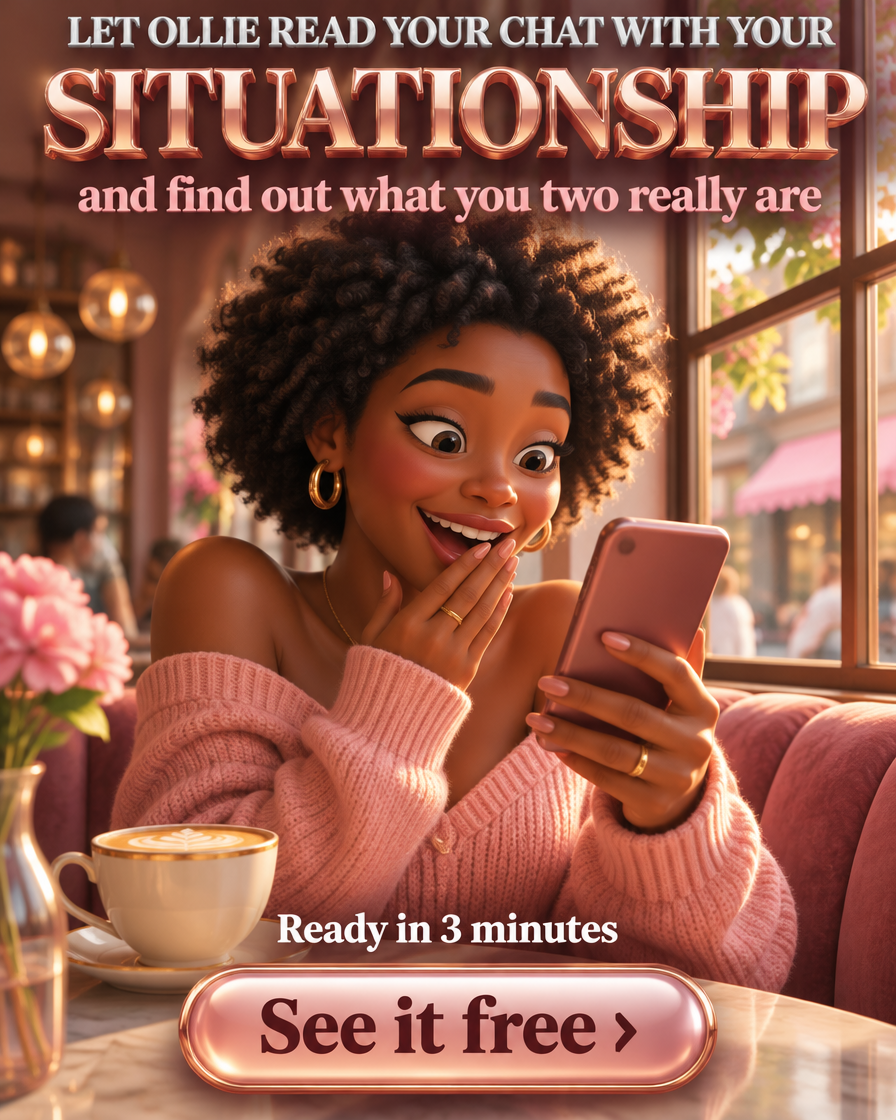 LET OLLIE READ YOUR CHAT WITH YOUR
SITUATIONSHIP
and find out what you two really are
Ready in 3 minutes
See it free ›